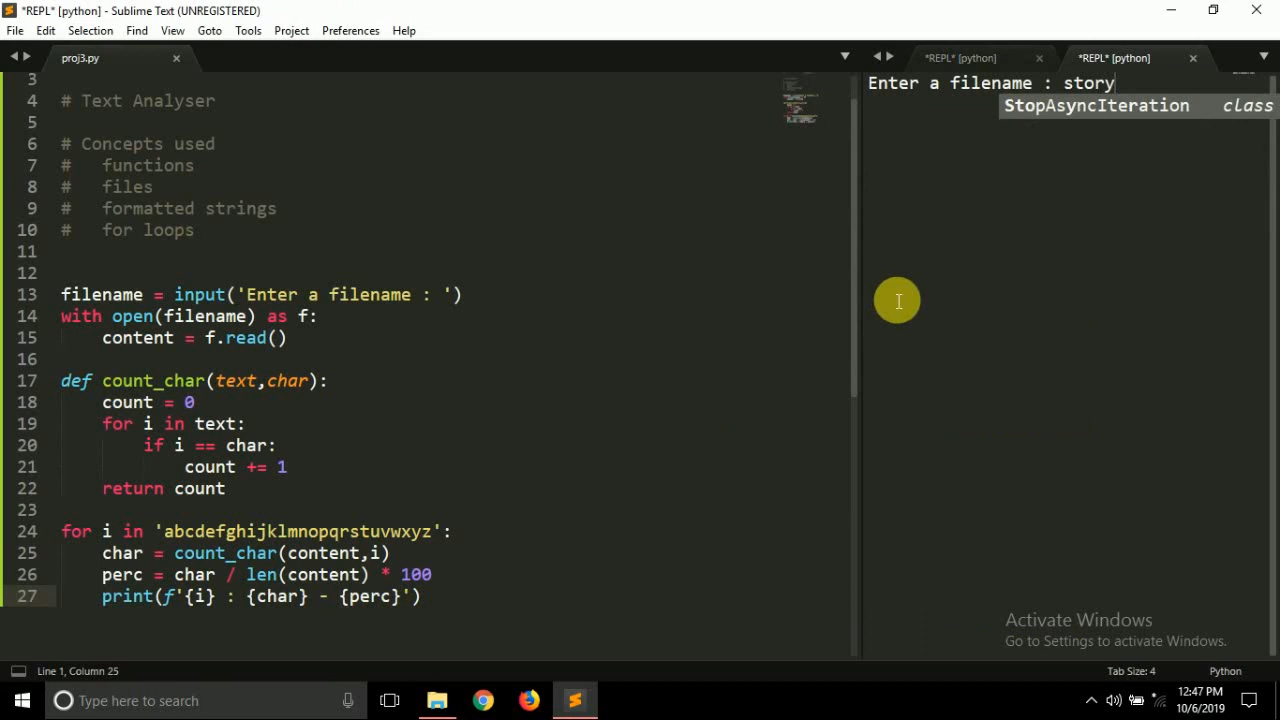 *REPL* [python] - Sublime Text (UNREGISTERED)
File Edit Selection Find View Goto Tools Project Preferences Help
proj3.py
3
4 # Text Analyser
5
6 # Concepts used
7 # functions
8 # files
9 # formatted strings
10 # for loops
11
12
13 filename = input('Enter a filename : ')
14 with open(filename) as f:
15 content = f.read()
16
17 def count_char(text,char):
18 count = 0
19 for i in text:
20 if i == char:
21 count += 1
22 return count
23
24 for i in 'abcdefghijklmnopqrstuvwxyz':
25 char = count_char(content,i)
26 perc = char / len(content) * 100
27 print(f'{i} : {char} - {perc}')
*REPL* [python] *REPL* [python]
Enter a filename : story
StopAsyncIteration class
Activate Windows
Go to Settings to activate Windows.
Line 1, Column 25 Tab Size: 4 Python
Type here to search
12:47 PM
10/6/2019